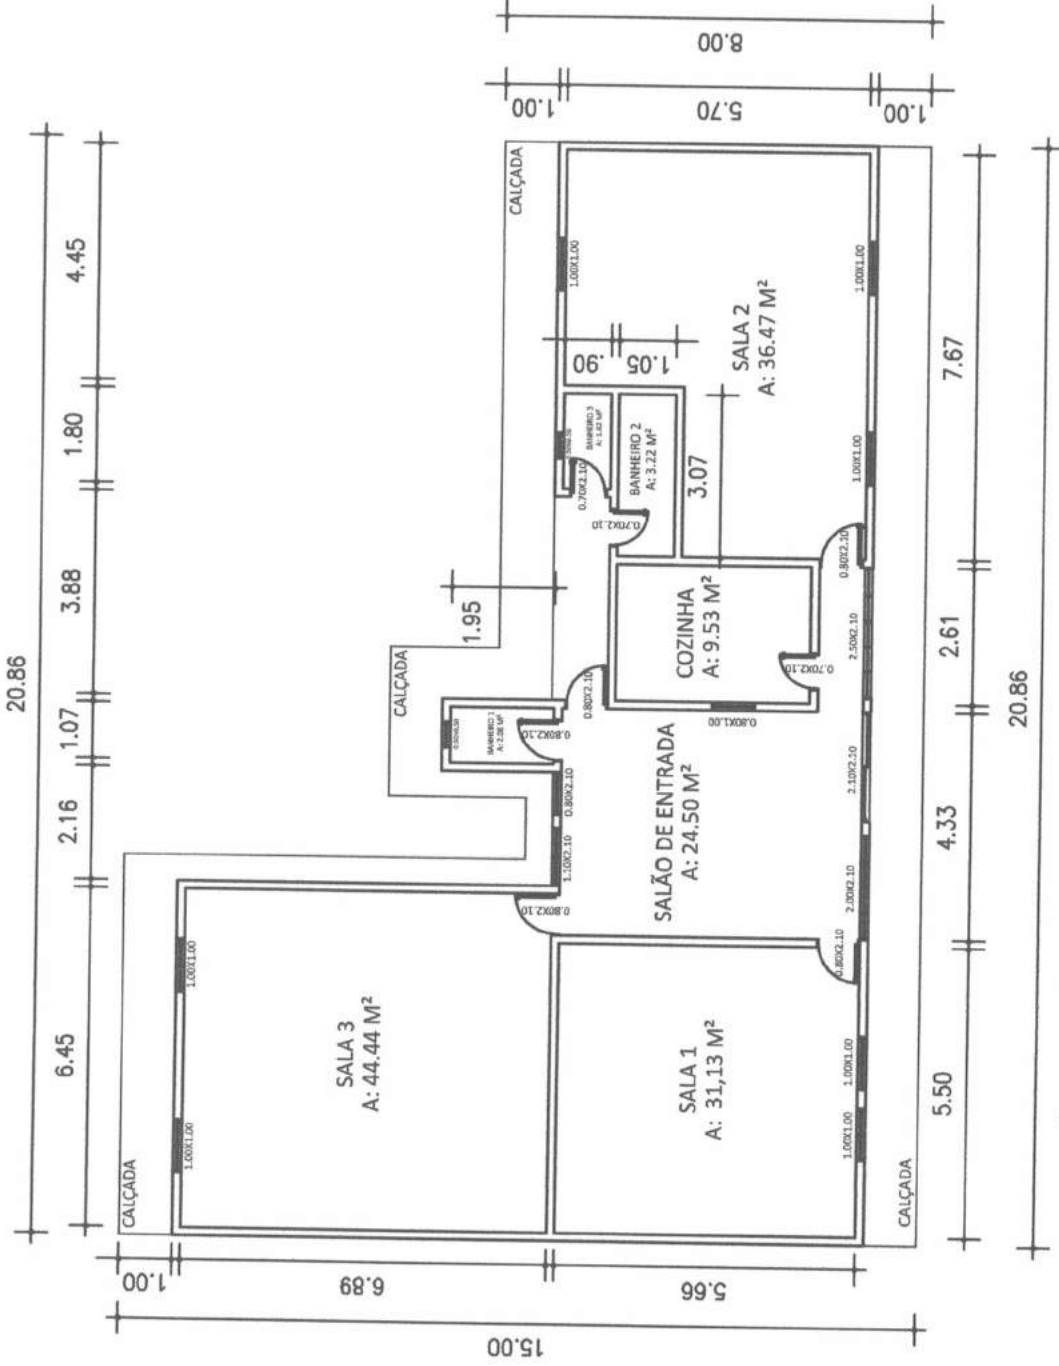 20.86
6.45
2.16
1.07
3.88
1.80
4.45
8.00
1.00
5.70
1.00
15.00
1.00
6.89
5.66
CALÇADA
CALÇADA
CALÇADA
CALÇADA
1.00X1.00
1.00X1.00
SALA 3
A: 44.44 M²
0.80X2.10
1.10X2.10
0.80X2.10
BANHEIRO 1
A: 2.08 M²
0.80X2.10
1.95
0.80X2.10
0.70X2.10
BANHEIRO 3
0.70X2.10
BANHEIRO 2
A: 3.22 M²
.90
1.05
3.07
1.00X1.00
SALA 2
A: 36.47 M²
1.00X1.00
1.00X1.00
0.80X2.10
COZINHA
A: 9.53 M²
0.70X2.10
0.80X1.00
2.50X2.10
SALÃO DE ENTRADA
A: 24.50 M²
2.10X2.10
2.00X2.10
0.80X2.10
SALA 1
A: 31,13 M²
1.00X1.00
1.00X1.00
5.50
4.33
2.61
7.67
20.86